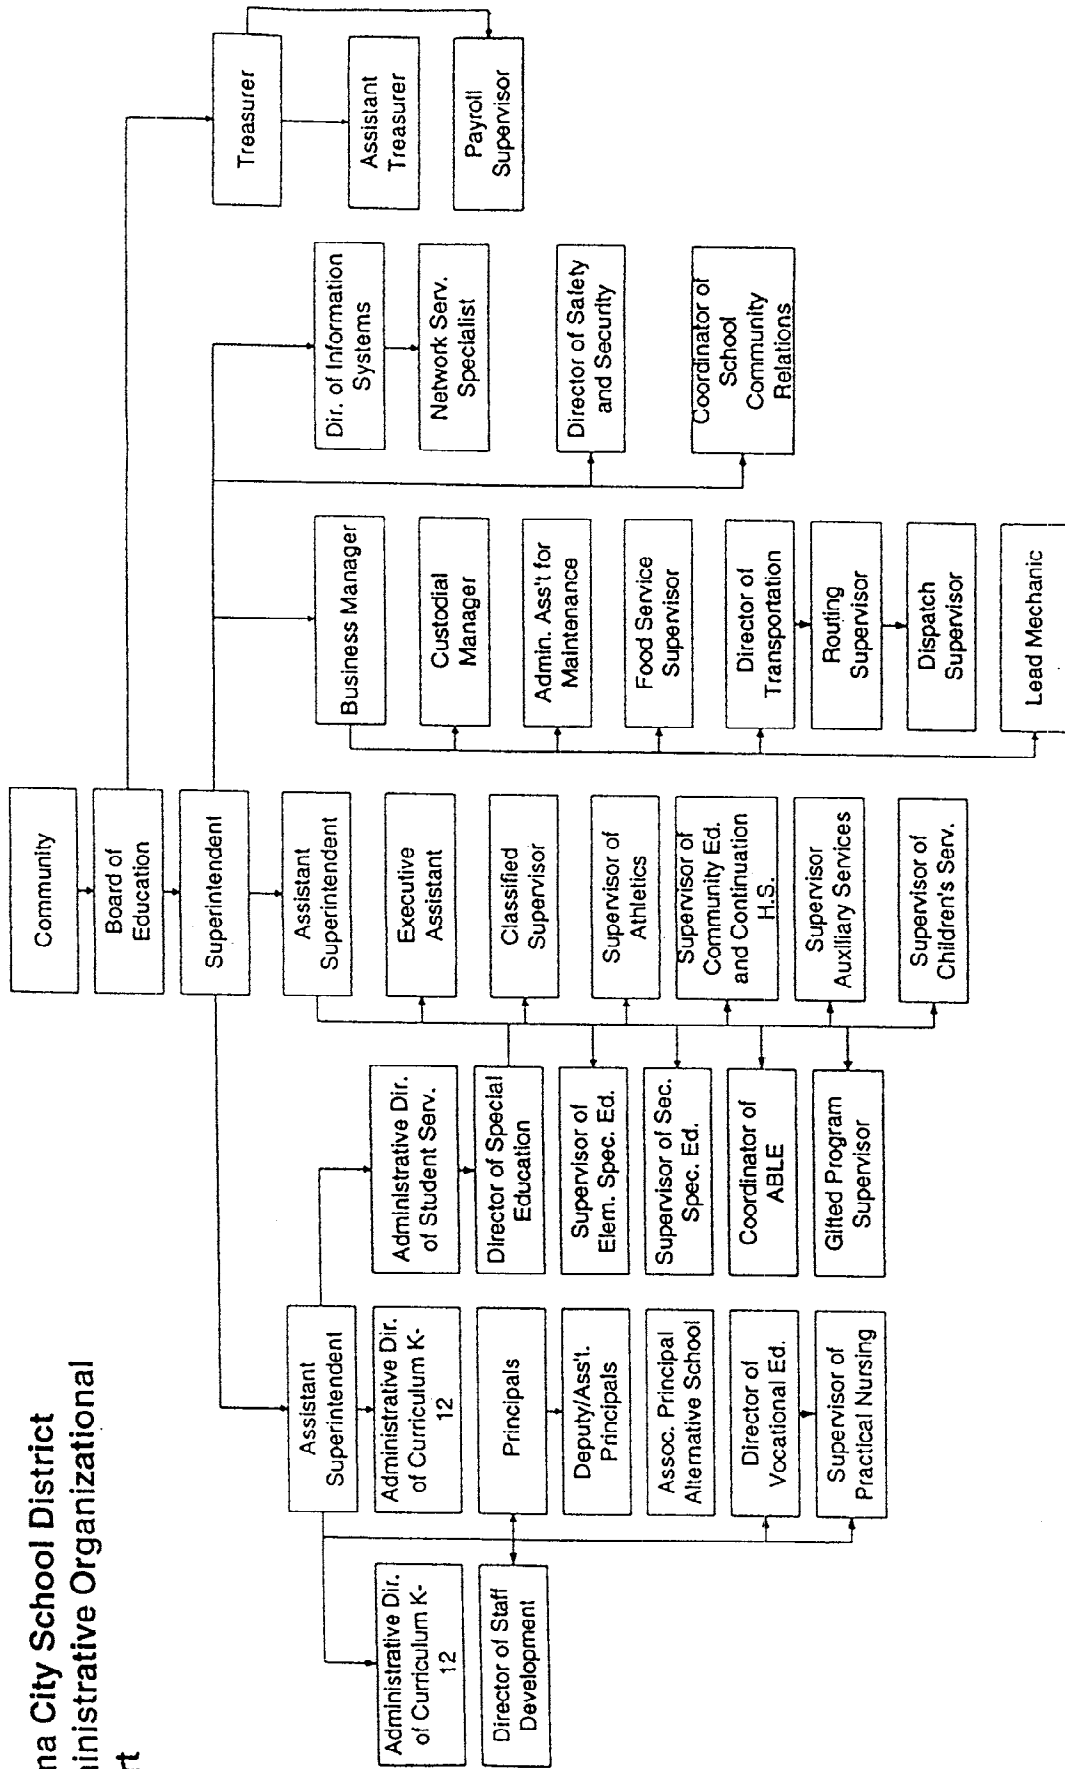 na City School District
ninistrative Organizational
rt
Community
Board of
Education
Superintendent
Treasurer
Assistant
Treasurer
Payroll
Supervisor
Assistant
Superintendent
Administrative Dir.
of Curriculum K-
12
Director of Staff
Development
Administrative Dir.
of Curriculum K-
12
Principals
Deputy/Ass't.
Principals
Assoc. Principal
Alternative School
Director of
Vocational Ed.
Supervisor of
Practical Nursing
Administrative Dir.
of Student Serv.
Director of Special
Education
Supervisor of
Elem. Spec. Ed.
Supervisor of Sec.
Spec. Ed.
Coordinator of
ABLE
Gifted Program
Supervisor
Assistant
Superintendent
Executive
Assistant
Classified
Supervisor
Supervisor of
Athletics
Supervisor of
Community Ed.
and Continuation
H.S.
Supervisor
Auxiliary Services
Supervisor of
Children's Serv.
Business Manager
Custodial
Manager
Admin. Ass't for
Maintenance
Food Service
Supervisor
Director of
Transportation
Routing
Supervisor
Dispatch
Supervisor
Lead Mechanic
Dir. of Information
Systems
Network Serv.
Specialist
Director of Safety
and Security
Coordinator of
School
Community
Relations